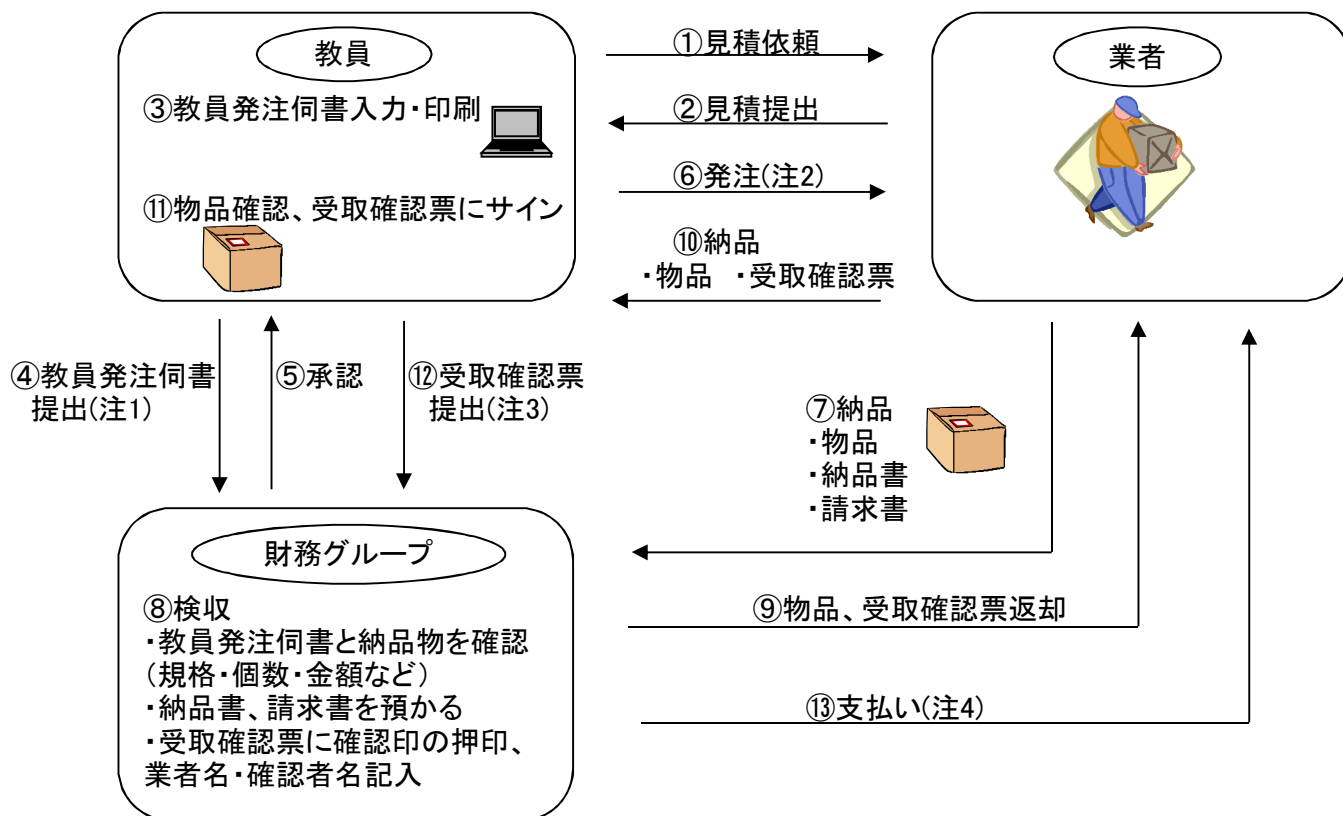 教員
③教員発注伺書入力・印刷
⑪物品確認、受取確認票にサイン
①見積依頼
②見積提出
⑥発注(注2)
⑩納品
・物品 ・受取確認票
業者
④教員発注伺書
提出(注1)
⑤承認
⑫受取確認票
提出(注3)
⑦納品
・物品
・納品書
・請求書
財務グループ
⑧検収
・教員発注伺書と納品物を確認
(規格・個数・金額など)
・納品書、請求書を預かる
・受取確認票に確認印の押印、
業者名・確認者名記入
⑨物品、受取確認票返却
⑬支払い(注4)